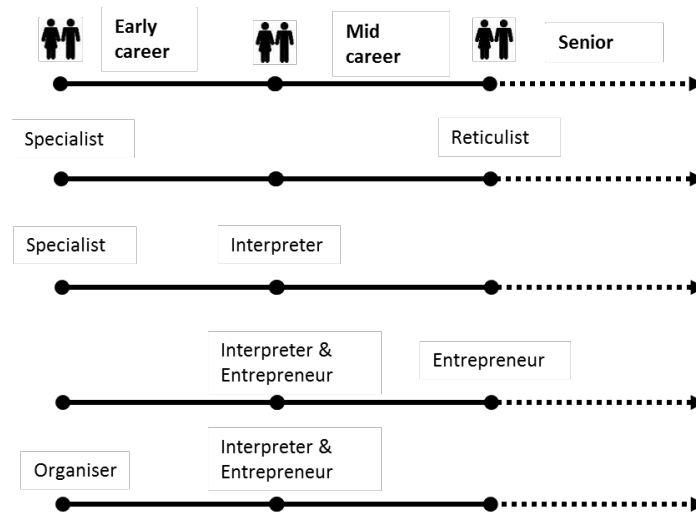 Early
career
Mid
career
Senior
Specialist
Reticulist
Specialist
Interpreter
Interpreter &
Entrepreneur
Entrepreneur
Interpreter &
Entrepreneur
Organiser